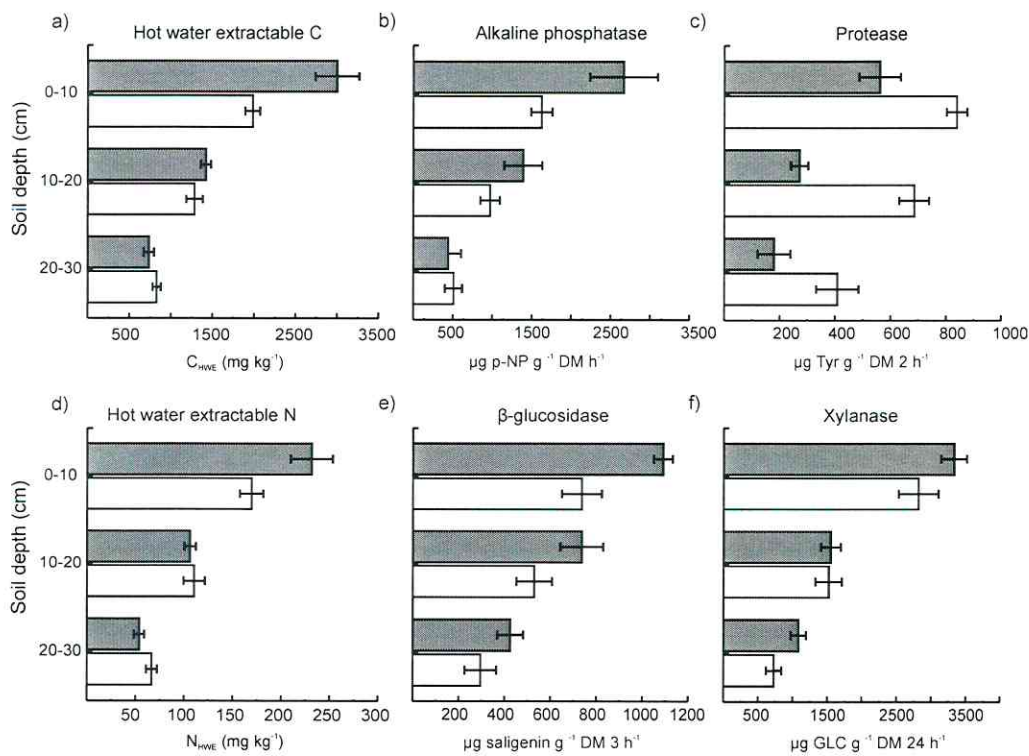 a)
Hot water extractable C
b)
Alkaline phosphatase
c)
Protease
Soil depth (cm)
0-10
10-20
20-30
500 1500 2500 3500
500 1500 2500 3500
200 400 600 800 1000
C_HWE (mg kg⁻¹)
µg p-NP g⁻¹ DM h⁻¹
µg Tyr g⁻¹ DM 2 h⁻¹
d)
Hot water extractable N
e)
β-glucosidase
f)
Xylanase
Soil depth (cm)
0-10
10-20
20-30
50 100 150 200 250 300
200 400 600 800 1000 1200
500 1500 2500 3500
N_HWE (mg kg⁻¹)
µg saligenin g⁻¹ DM 3 h⁻¹
µg GLC g⁻¹ DM 24 h⁻¹